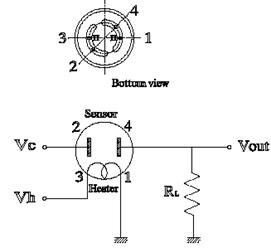 4
3 1
2
Bottom view
Sensor
Vc 2 4 Vout
3 1
Vh Heater RL